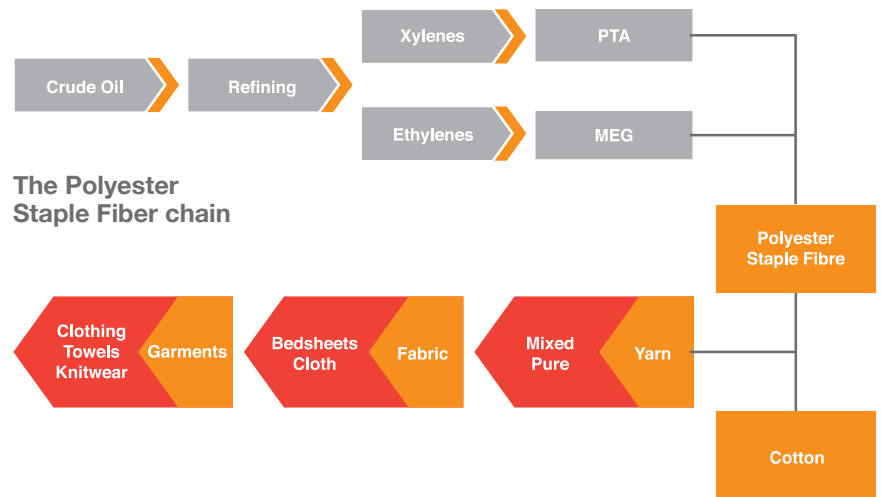 Xylenes
PTA
Crude Oil
Refining
Ethylenes
MEG
The Polyester
Staple Fiber chain
Polyester
Staple Fibre
Clothing
Towels
Knitwear
Garments
Bedsheets
Cloth
Fabric
Mixed
Pure
Yarn
Cotton